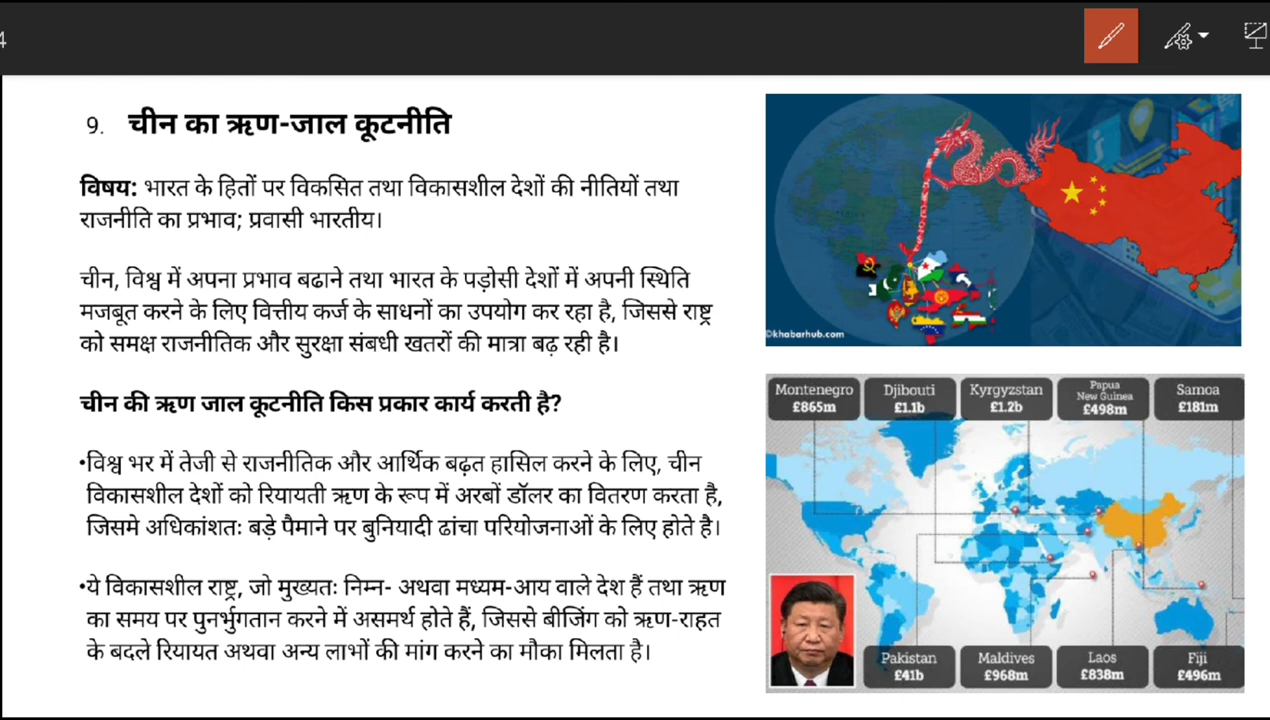 4
9. चीन का ऋण-जाल कूटनीति
विषय: भारत के हितों पर विकसित तथा विकासशील देशों की नीतियों तथा
राजनीति का प्रभाव; प्रवासी भारतीय।
चीन, विश्व में अपना प्रभाव बढाने तथा भारत के पड़ोसी देशों में अपनी स्थिति
मजबूत करने के लिए वित्तीय कर्ज के साधनों का उपयोग कर रहा है, जिससे राष्ट्र
को समक्ष राजनीतिक और सुरक्षा संबधी खतरों की मात्रा बढ़ रही है।
चीन की ऋण जाल कूटनीति किस प्रकार कार्य करती है?
•विश्व भर में तेजी से राजनीतिक और आर्थिक बढ़त हासिल करने के लिए, चीन
विकासशील देशों को रियायती ऋण के रूप में अरबों डॉलर का वितरण करता है,
जिसमे अधिकांशतः बड़े पैमाने पर बुनियादी ढांचा परियोजनाओं के लिए होते है।
•ये विकासशील राष्ट्र, जो मुख्यतः निम्न- अथवा मध्यम-आय वाले देश हैं तथा ऋण
का समय पर पुनर्भुगतान करने में असमर्थ होते हैं, जिससे बीजिंग को ऋण-राहत
के बदले रियायत अथवा अन्य लाभों की मांग करने का मौका मिलता है।
©khabarhub.com
Montenegro
£865m
Djibouti
£1.1b
Kyrgyzstan
£1.2b
Papua
New Guinea
£498m
Samoa
£181m
Pakistan
£41b
Maldives
£968m
Laos
£838m
Fiji
£496m